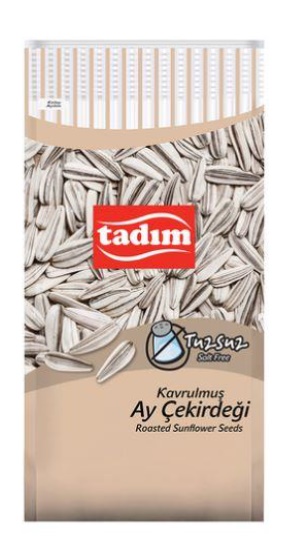 tadım
Tuzsuz
Salt Free
Kavrulmuş
Ay Çekirdeği
Roasted Sunflower Seeds